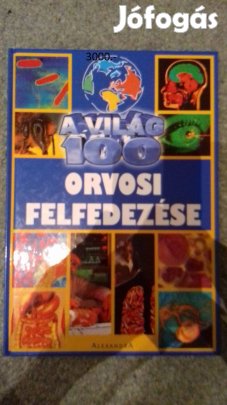 Jófogás
3000.-
A VILÁG
100
ORVOSI
FELFEDEZÉSE
ALEXANDRA